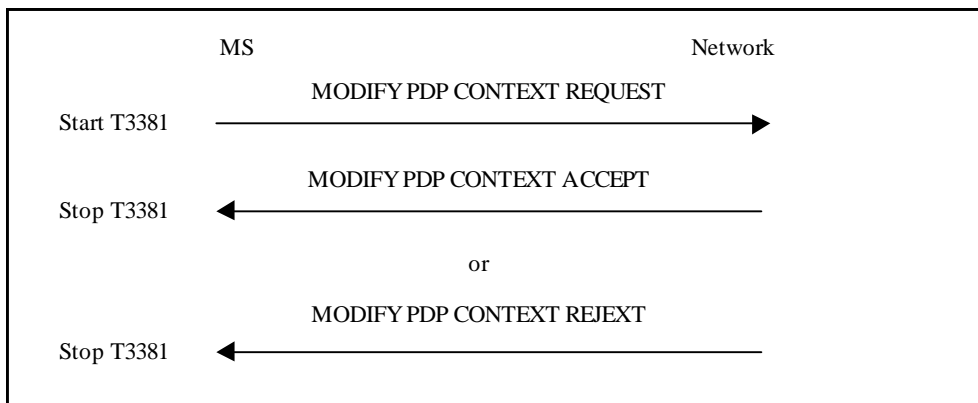 MS Network
MODIFY PDP CONTEXT REQUEST
Start T3381
MODIFY PDP CONTEXT ACCEPT
Stop T3381
or
MODIFY PDP CONTEXT REJEXT
Stop T3381